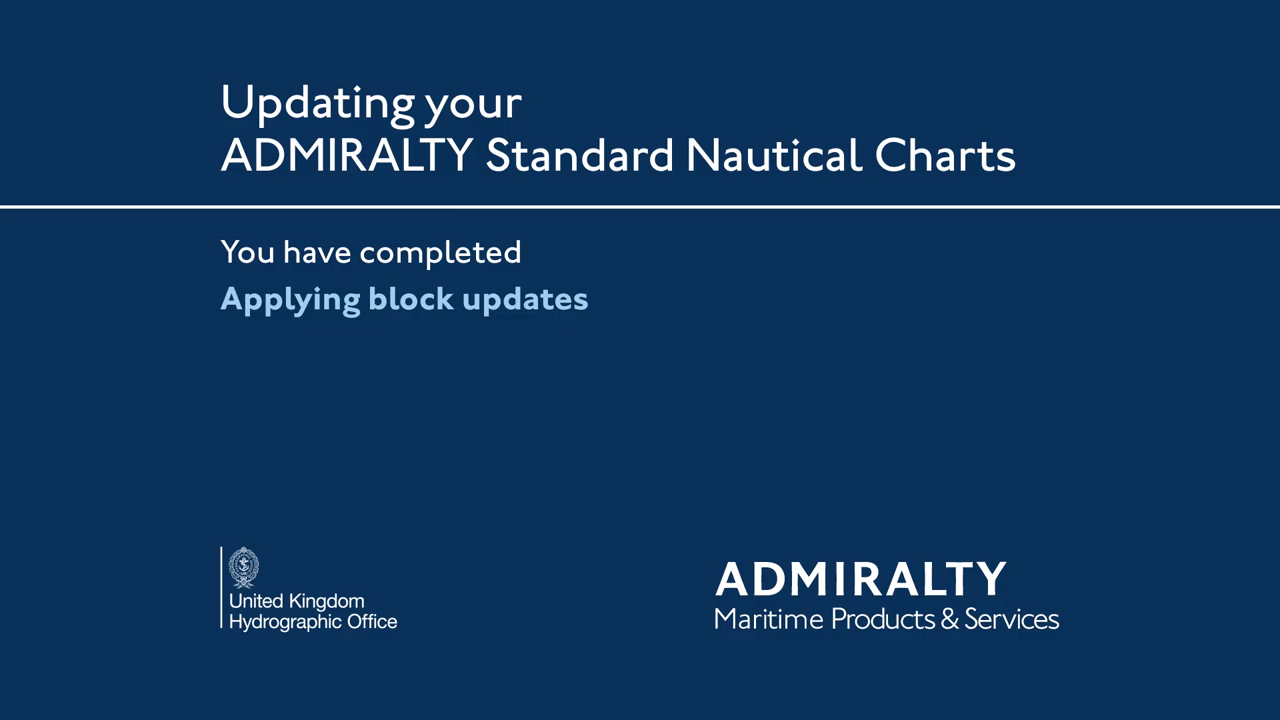 Updating your
ADMIRALTY Standard Nautical Charts
You have completed
Applying block updates
United Kingdom
Hydrographic Office
ADMIRALTY
Maritime Products & Services